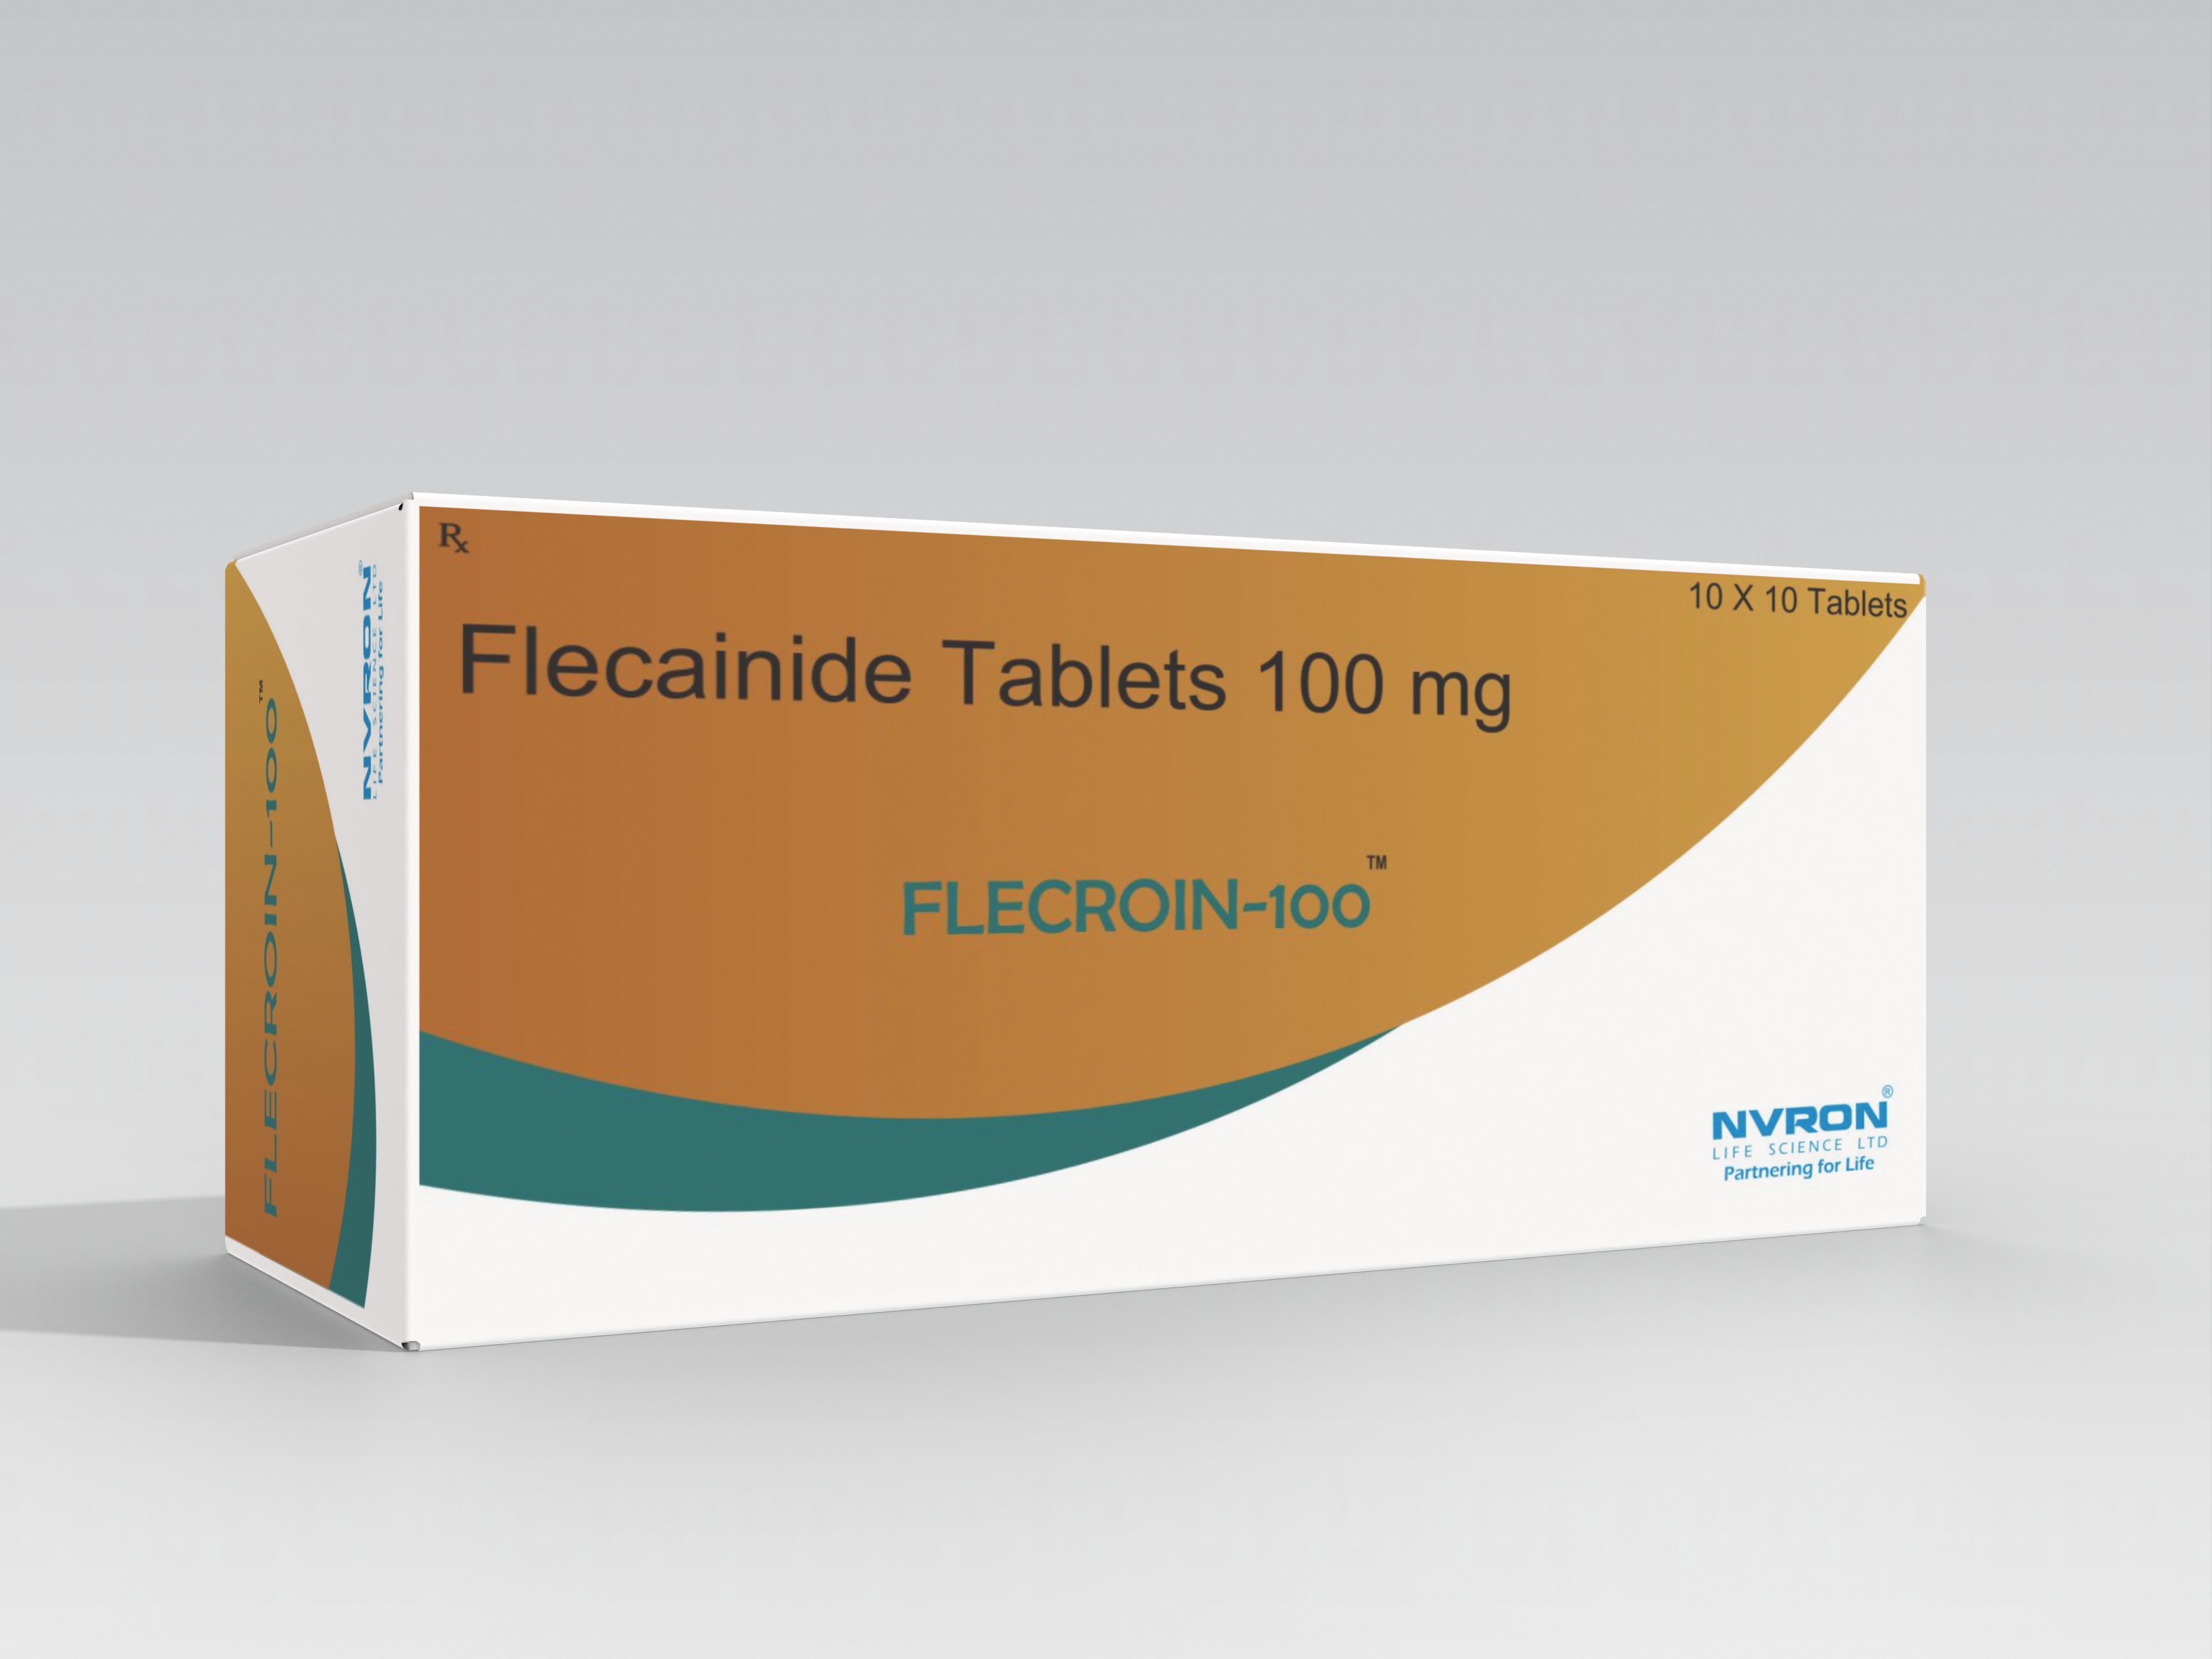 Rx
10 X 10 Tablets
Flecainide Tablets 100 mg
FLECROIN-100™
NVRON®
LIFE SCIENCE LTD
Partnering for Life
FLECROIN-100™
NVRON®
LIFE SCIENCE LTD
Partnering for Life